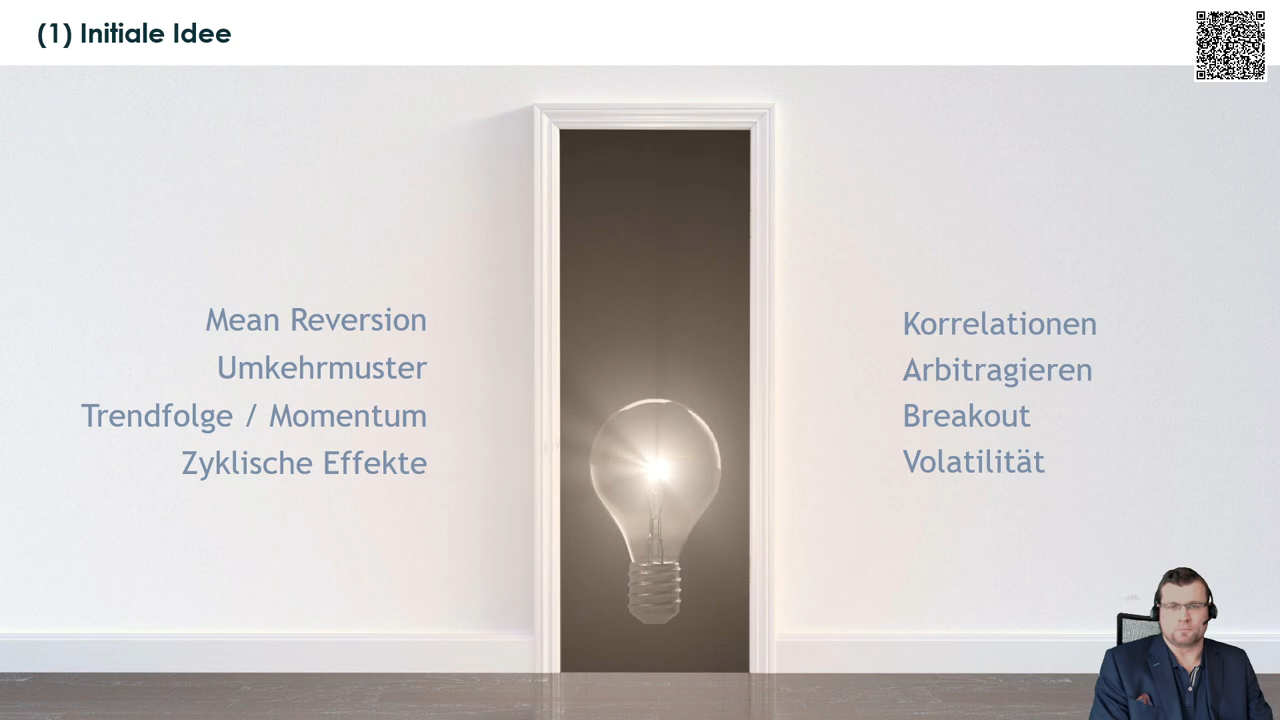 (1) Initiale Idee
Mean Reversion
Umkehrmuster
Trendfolge / Momentum
Zyklische Effekte
Korrelationen
Arbitragieren
Breakout
Volatilität